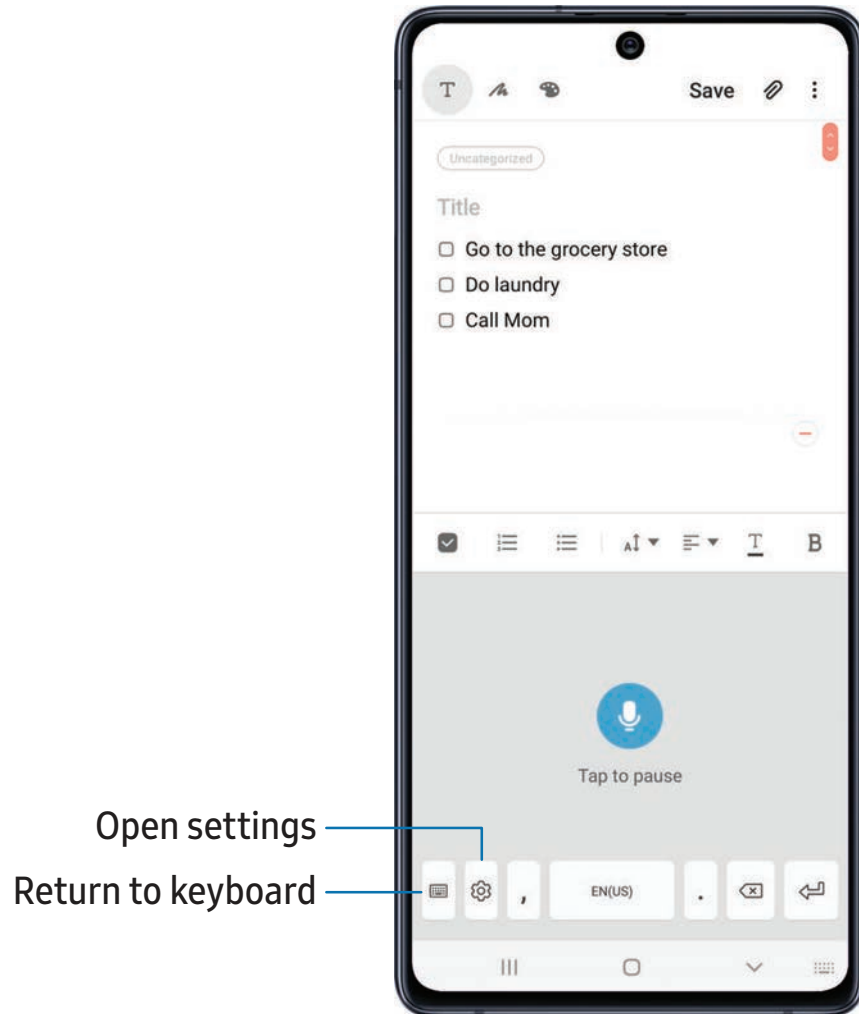 T
Save
Uncategorized
Title
Go to the grocery store
Do laundry
Call Mom
A T B
Tap to pause
Open settings
Return to keyboard
, EN(US) .